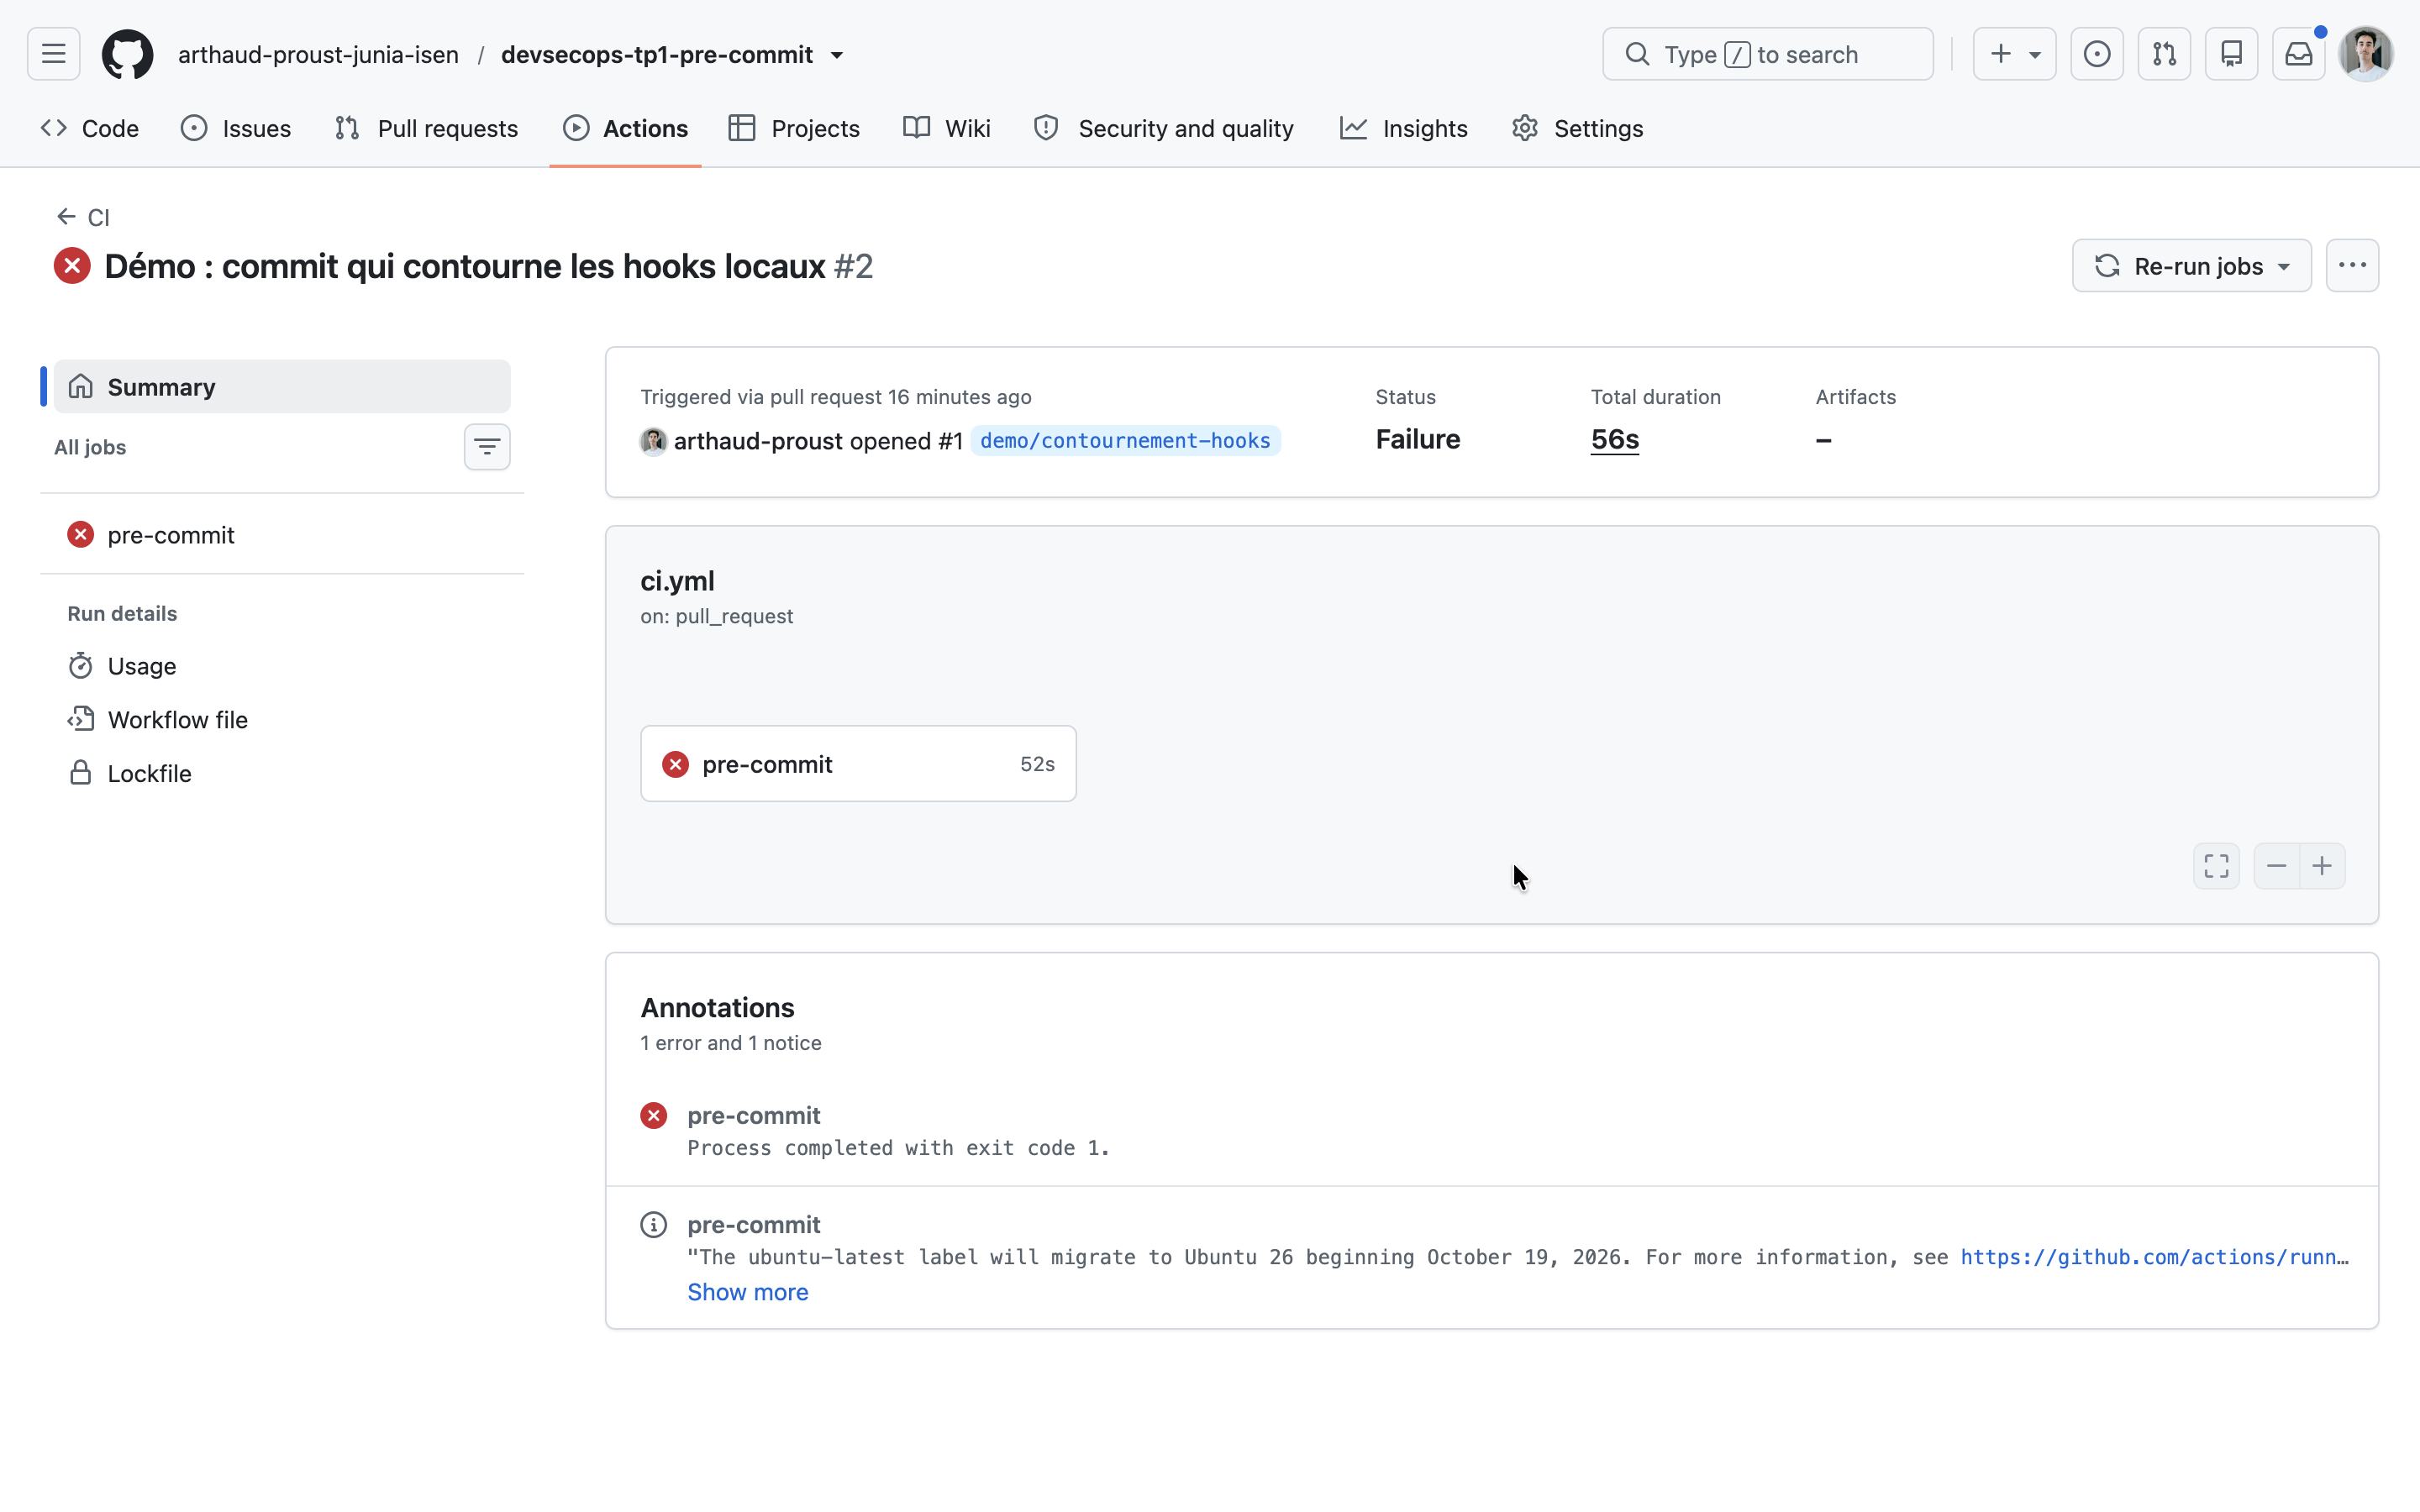 arthaud-proust-junia-isen / devsecops-tp1-pre-commit
Type / to search
Code
Issues
Pull requests
Actions
Projects
Wiki
Security and quality
Insights
Settings
CI
Démo : commit qui contourne les hooks locaux #2
Re-run jobs
Summary
All jobs
pre-commit
Run details
Usage
Workflow file
Lockfile
Triggered via pull request 16 minutes ago
arthaud-proust opened #1 demo/contournement-hooks
Status
Failure
Total duration
56s
Artifacts
–
ci.yml
on: pull_request
pre-commit 52s
Annotations
1 error and 1 notice
pre-commit
Process completed with exit code 1.
pre-commit
"The ubuntu-latest label will migrate to Ubuntu 26 beginning October 19, 2026. For more information, see https://github.com/actions/runn…
Show more